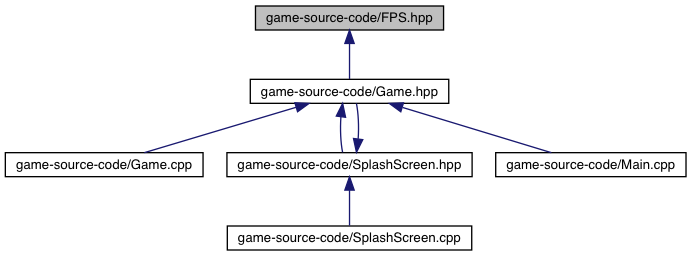 game-source-code/FPS.hpp
game-source-code/Game.hpp
game-source-code/Game.cpp
game-source-code/SplashScreen.hpp
game-source-code/Main.cpp
game-source-code/SplashScreen.cpp